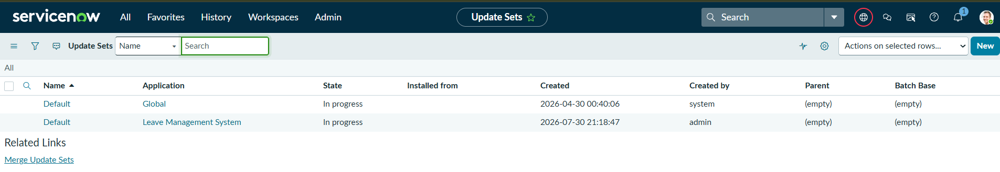 servicenow All Favorites History Workspaces Admin Update Sets Search 1
Update Sets Name Search Actions on selected rows... New
All
Name Application State Installed from Created Created by Parent Batch Base
Default Global In progress 2026-04-30 00:40:06 system (empty) (empty)
Default Leave Management System In progress 2026-07-30 21:18:47 admin (empty) (empty)
Related Links
Merge Update Sets